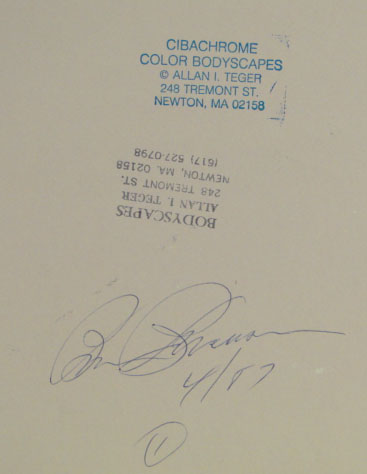 CIBACHROME
COLOR BODYSCAPES
© ALLAN I. TEGER
248 TREMONT ST.
NEWTON, MA 02158
BODYSCAPES
ALLAN I. TEGER
248 TREMONT ST.
NEWTON, MA. 02158
(617) 527-0798
4/87
1